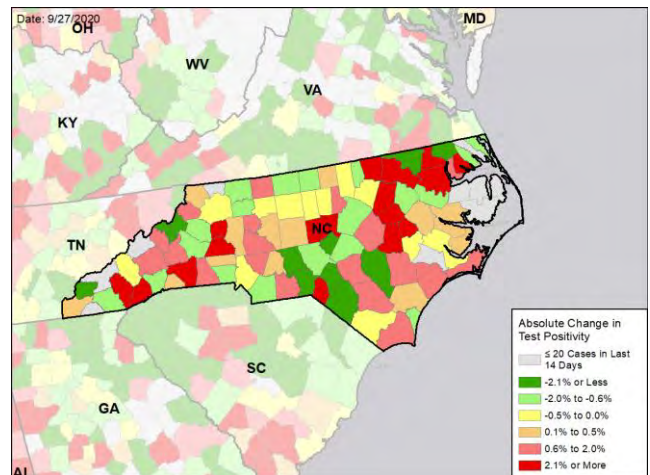 Date: 9/27/2020
OH
MD
WV
VA
KY
TN
NC
SC
GA
AL
Absolute Change in
Test Positivity
≤ 20 Cases in Last
14 Days
-2.1% or Less
-2.0% to -0.6%
-0.5% to 0.0%
0.1% to 0.5%
0.6% to 2.0%
2.1% or More